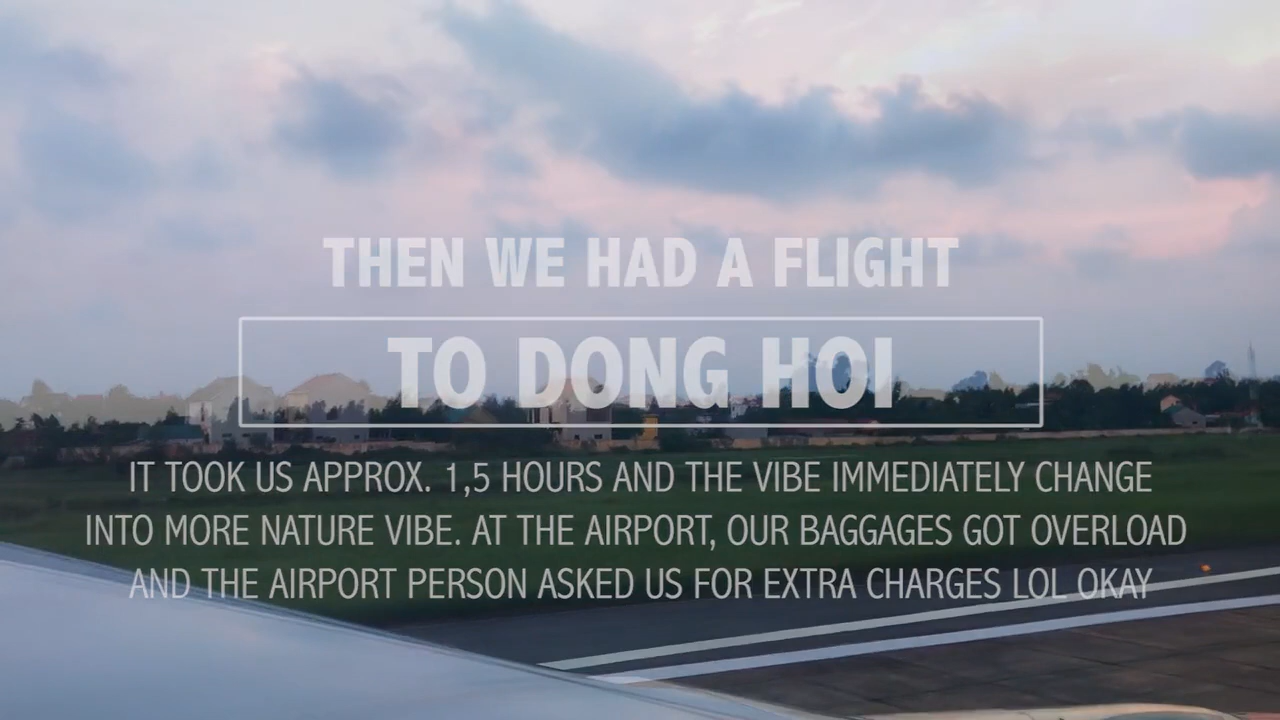 THEN WE HAD A FLIGHT
TO DONG HOI
IT TOOK US APPROX. 1,5 HOURS AND THE VIBE IMMEDIATELY CHANGE
INTO MORE NATURE VIBE. AT THE AIRPORT, OUR BAGGAGES GOT OVERLOAD
AND THE AIRPORT PERSON ASKED US FOR EXTRA CHARGES LOL OKAY